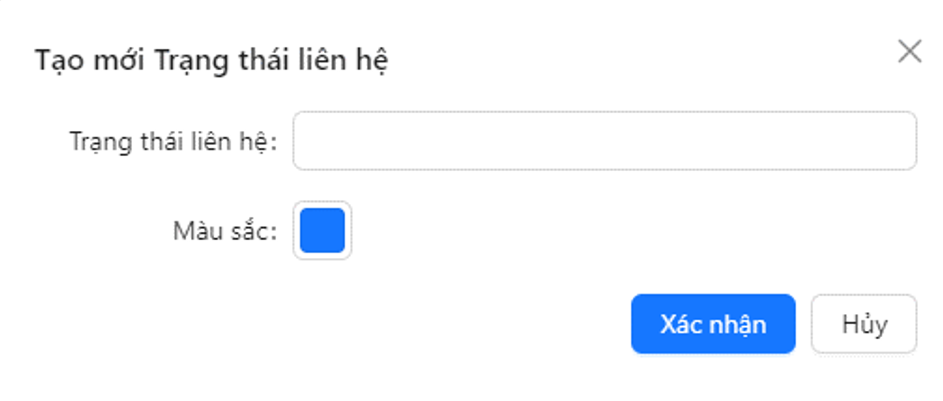 Tạo mới Trạng thái liên hệ
Trạng thái liên hệ:
Màu sắc:
Xác nhận
Hủy